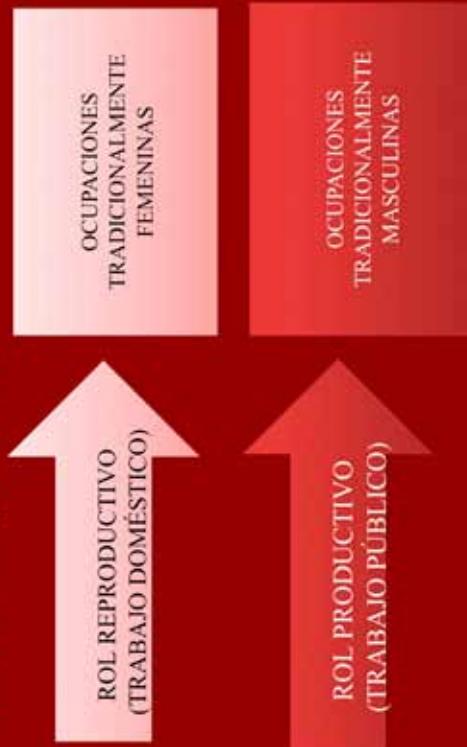 ROL REPRODUCTIVO
(TRABAJO DOMÉSTICO)
OCUPACIONES
TRADICIONALMENTE
FEMENINAS
ROL PRODUCTIVO
(TRABAJO PÚBLICO)
OCUPACIONES
TRADICIONALMENTE
MASCULINAS